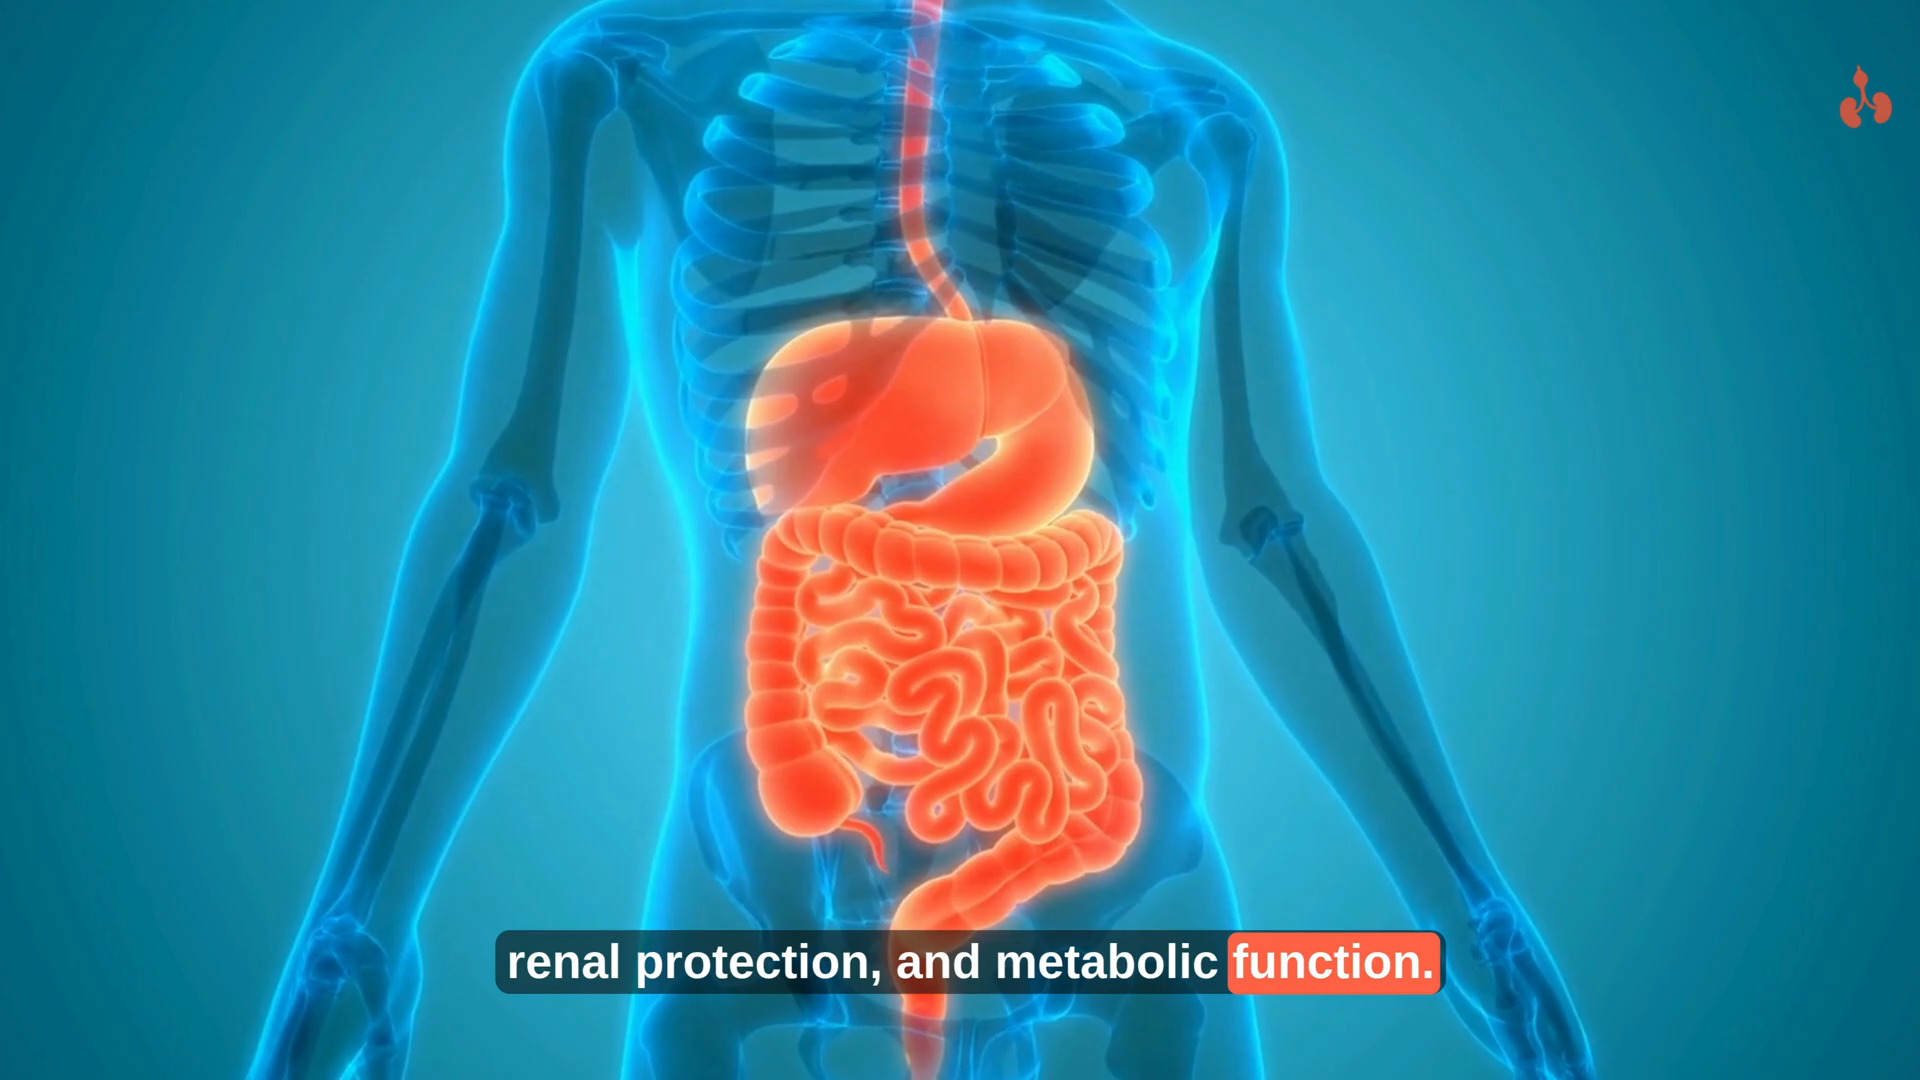 renal protection, and metabolic function.